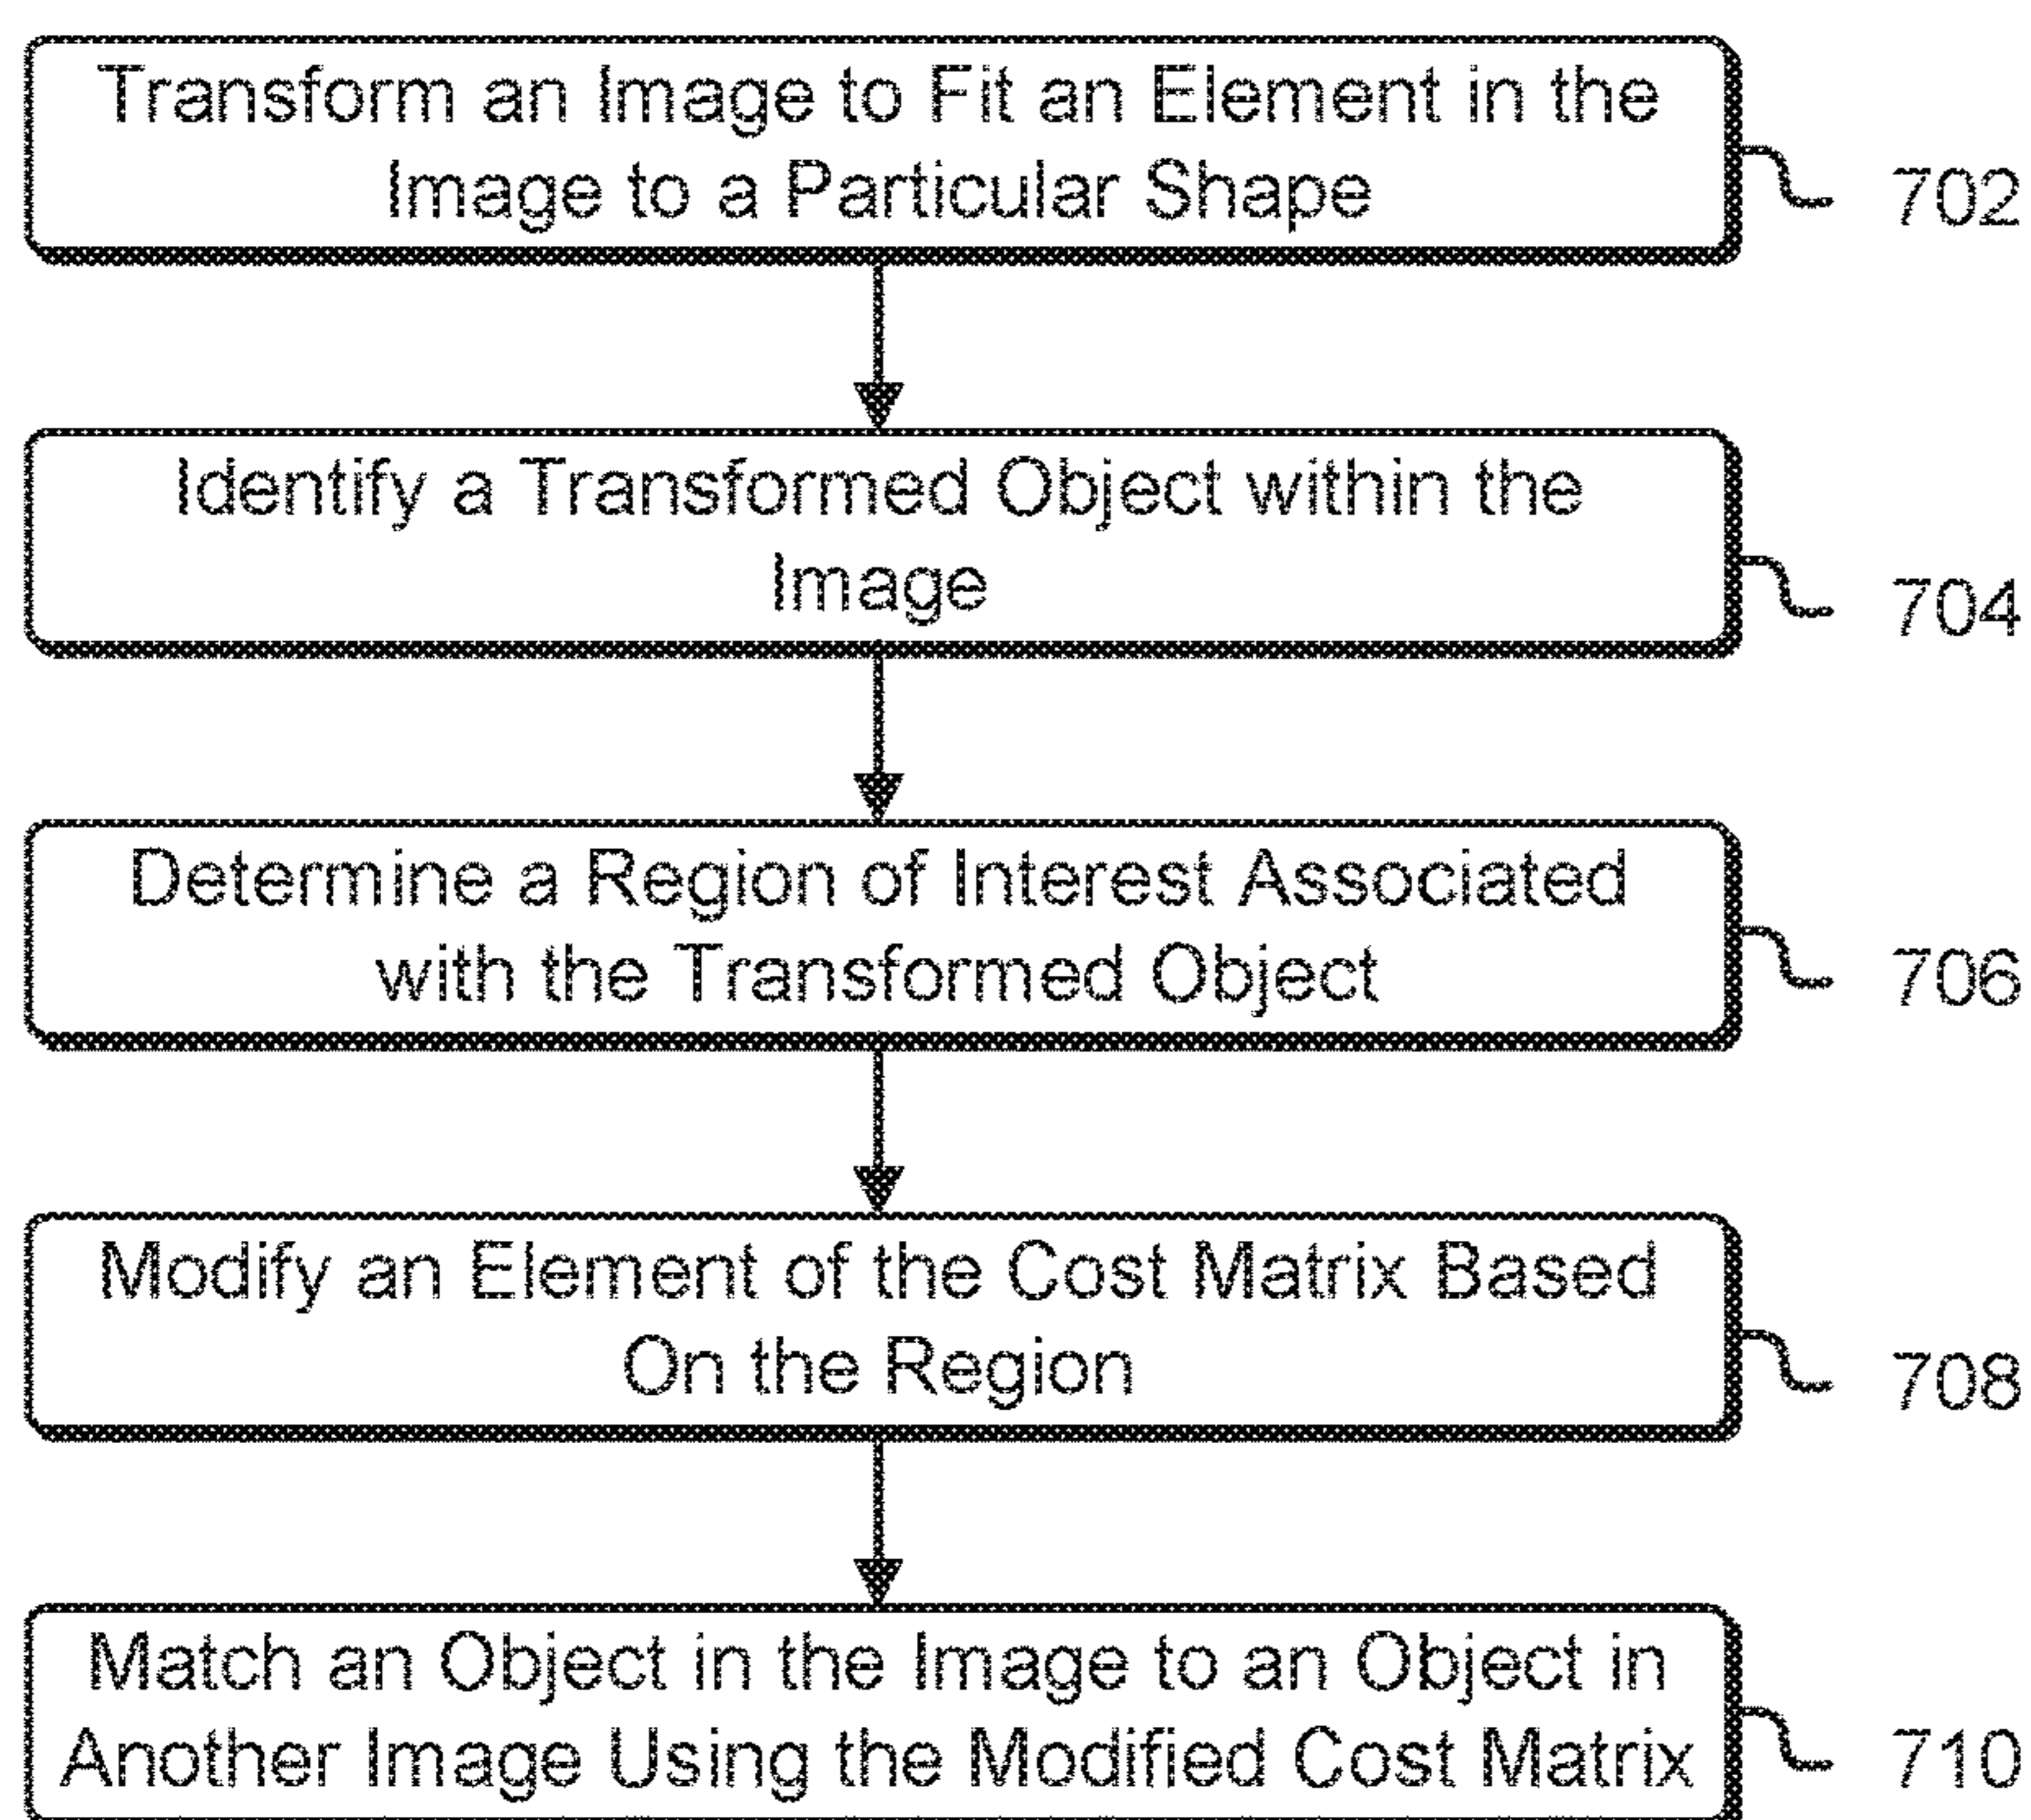 Transform an Image to Fit an Element in the
Image to a Particular Shape
702
Identify a Transformed Object within the
Image
704
Determine a Region of Interest Associated
with the Transformed Object
706
Modify an Element of the Cost Matrix Based
On the Region
708
Match an Object in the Image to an Object in
Another Image Using the Modified Cost Matrix
710